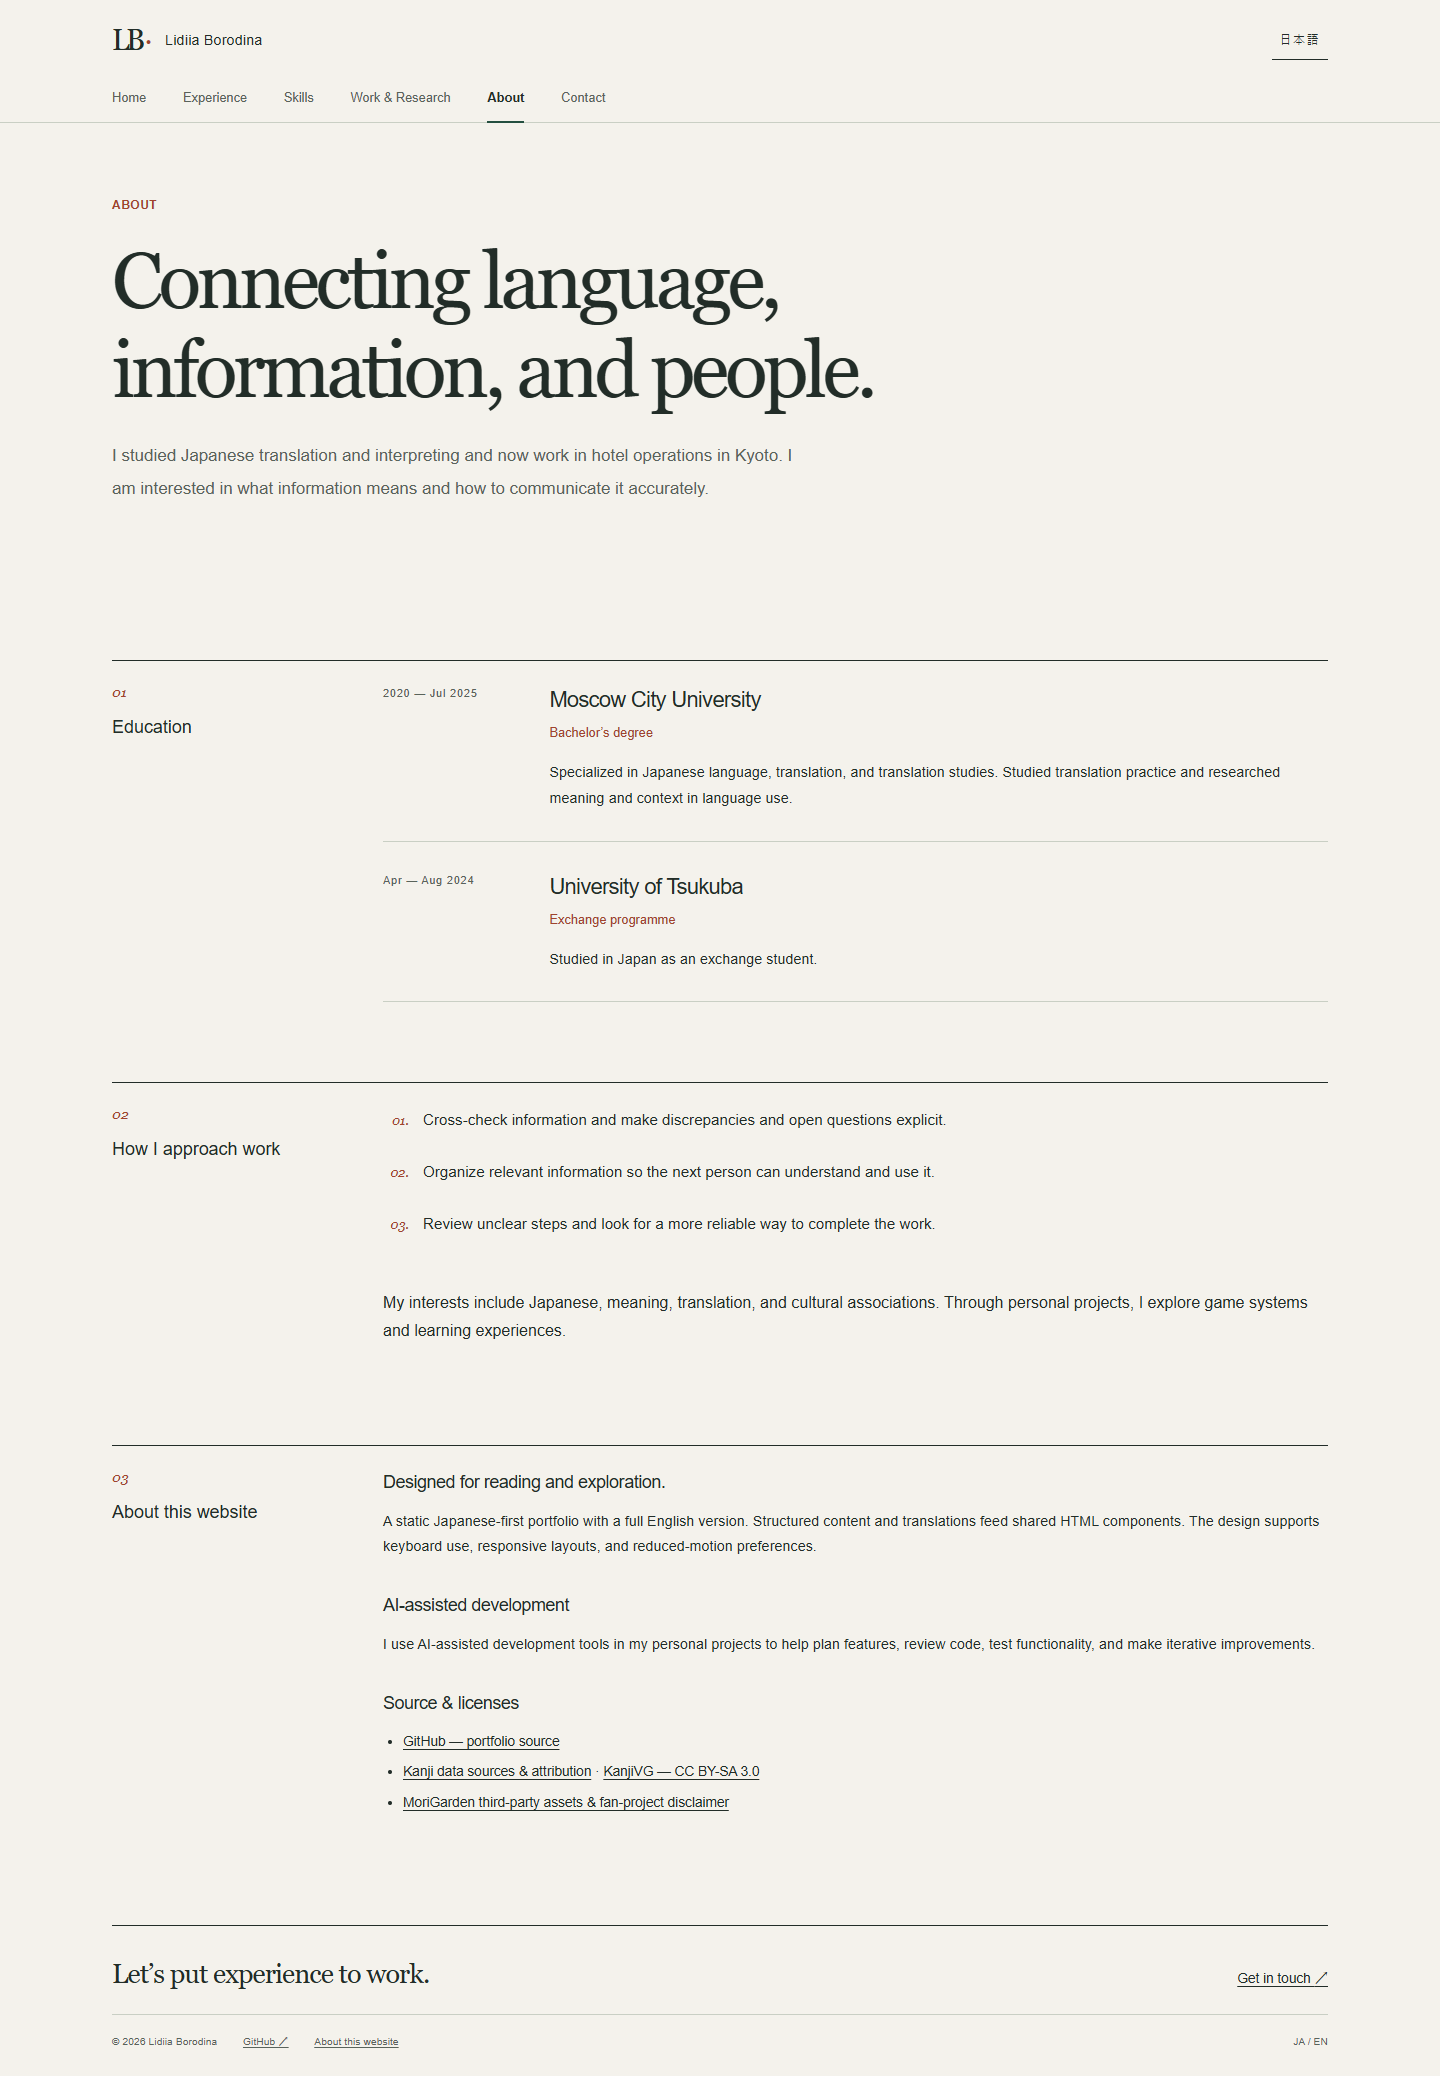 LB· Lidiia Borodina
日本語
Home Experience Skills Work & Research About Contact
ABOUT
Connecting language,
information, and people.
I studied Japanese translation and interpreting and now work in hotel operations in Kyoto. I
am interested in what information means and how to communicate it accurately.
01
Education
2020 — Jul 2025
Moscow City University
Bachelor’s degree
Specialized in Japanese language, translation, and translation studies. Studied translation practice and researched
meaning and context in language use.
Apr — Aug 2024
University of Tsukuba
Exchange programme
Studied in Japan as an exchange student.
02
How I approach work
01. Cross-check information and make discrepancies and open questions explicit.
02. Organize relevant information so the next person can understand and use it.
03. Review unclear steps and look for a more reliable way to complete the work.
My interests include Japanese, meaning, translation, and cultural associations. Through personal projects, I explore game systems
and learning experiences.
03
About this website
Designed for reading and exploration.
A static Japanese-first portfolio with a full English version. Structured content and translations feed shared HTML components. The design supports
keyboard use, responsive layouts, and reduced-motion preferences.
AI-assisted development
I use AI-assisted development tools in my personal projects to help plan features, review code, test functionality, and make iterative improvements.
Source & licenses
• GitHub — portfolio source
• Kanji data sources & attribution · KanjiVG — CC BY-SA 3.0
• MoriGarden third-party assets & fan-project disclaimer
Let’s put experience to work.
Get in touch ↗
© 2026 Lidiia Borodina GitHub ↗ About this website
JA / EN